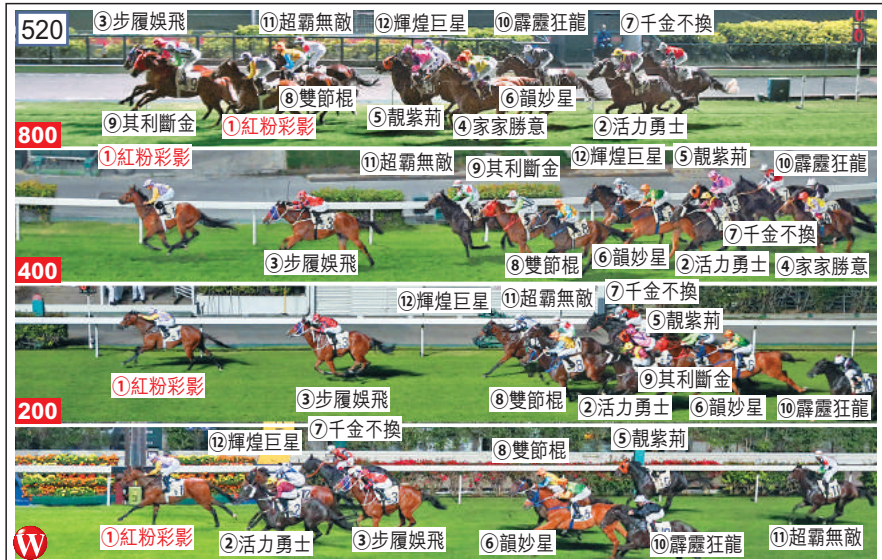 520
③步履娛飛 ⑪超霸無敵 ⑫輝煌巨星 ⑩霹靂狂龍 ⑦千金不換
⑨其利斷金 ①紅粉彩影 ⑧雙節棍 ⑤靚紫荊 ④家家勝意 ⑥韻妙星 ②活力勇士
800
①紅粉彩影 ⑪超霸無敵 ⑨其利斷金 ⑫輝煌巨星 ⑤靚紫荊 ⑩霹靂狂龍
③步履娛飛 ⑧雙節棍 ⑥韻妙星 ②活力勇士 ⑦千金不換 ④家家勝意
400
⑫輝煌巨星 ⑪超霸無敵 ⑦千金不換 ⑤靚紫荊
①紅粉彩影 ③步履娛飛 ⑧雙節棍 ②活力勇士 ⑨其利斷金 ⑥韻妙星 ⑩霹靂狂龍
200
⑫輝煌巨星 ⑦千金不換 ⑧雙節棍 ⑤靚紫荊
①紅粉彩影 ②活力勇士 ③步履娛飛 ⑥韻妙星 ⑩霹靂狂龍 ⑪超霸無敵
W